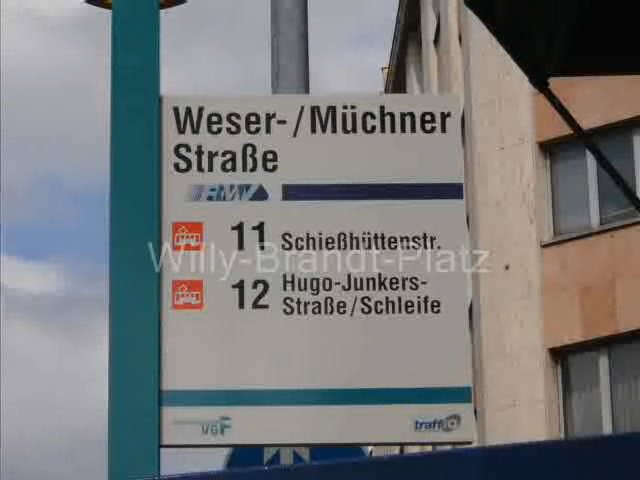 Weser-/Müchner
Straße
RMV
11 Schießhüttenstr.
Willy-Brandt-Platz
12 Hugo-Junkers-
Straße/Schleife
VGF
traffiQ